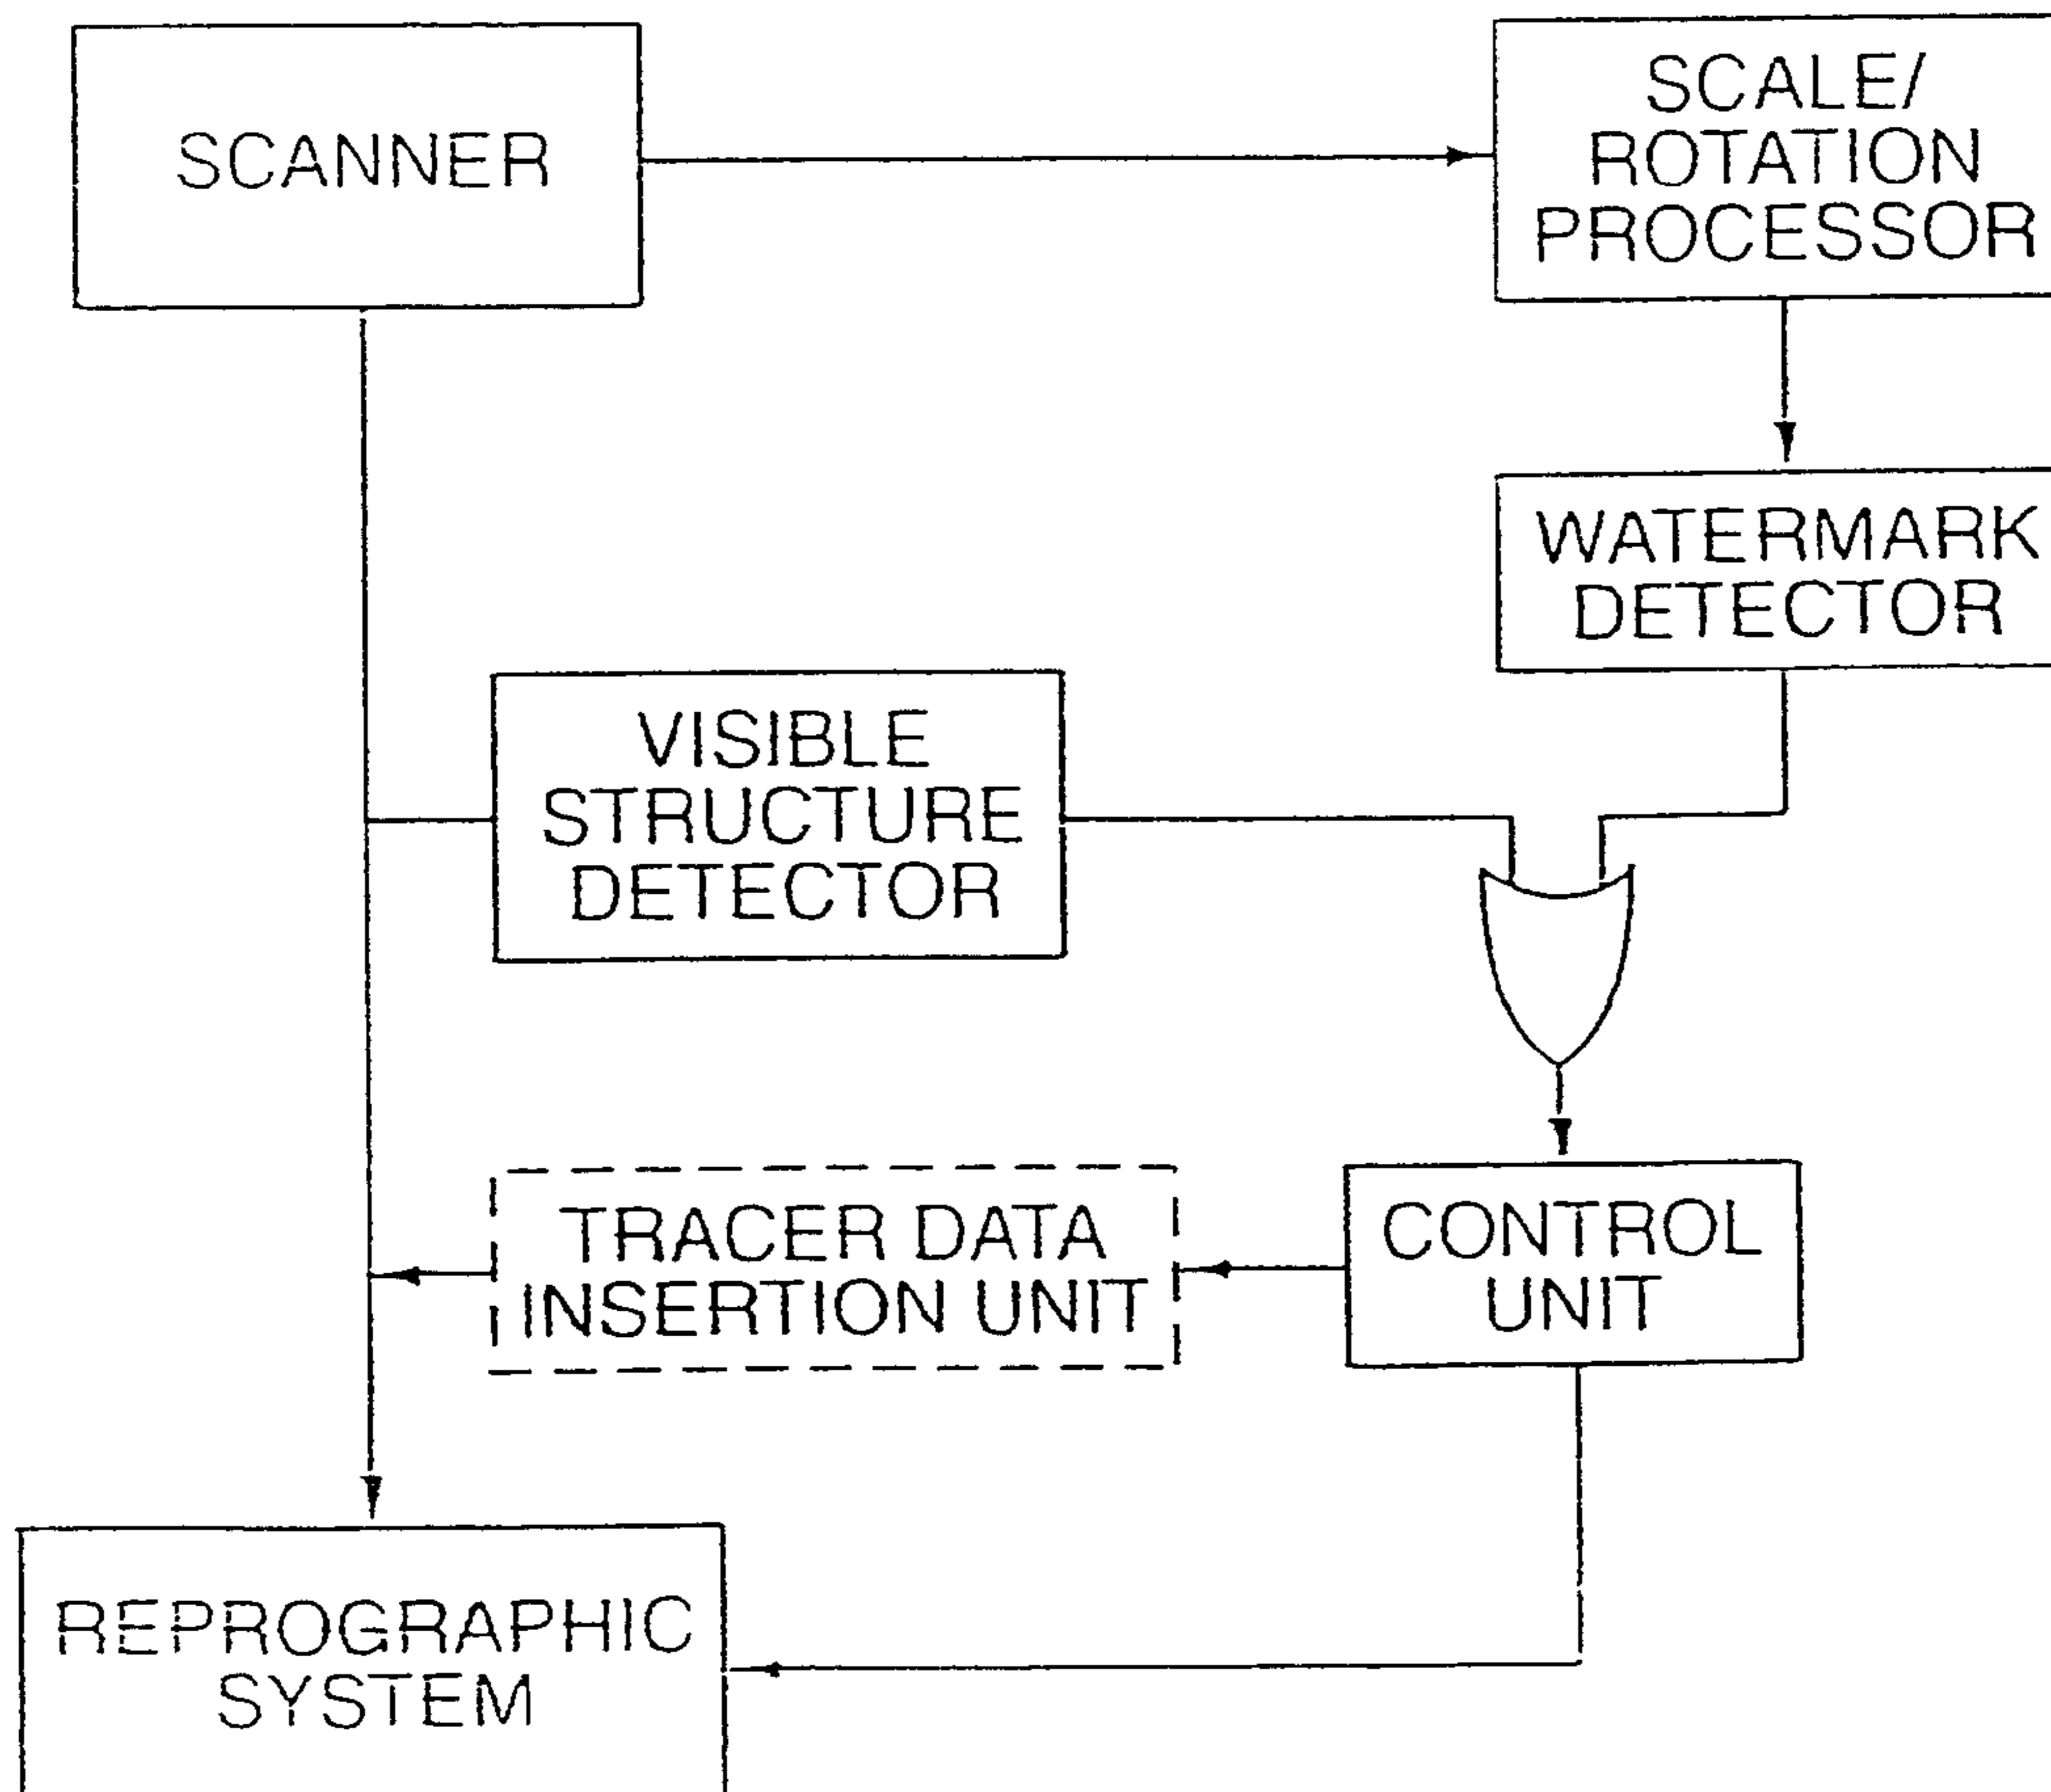 SCANNER
SCALE/
ROTATION
PROCESSOR
WATERMARK
DETECTOR
VISIBLE
STRUCTURE
DETECTOR
TRACER DATA
INSERTION UNIT
CONTROL
UNIT
REPROGRAPHIC
SYSTEM